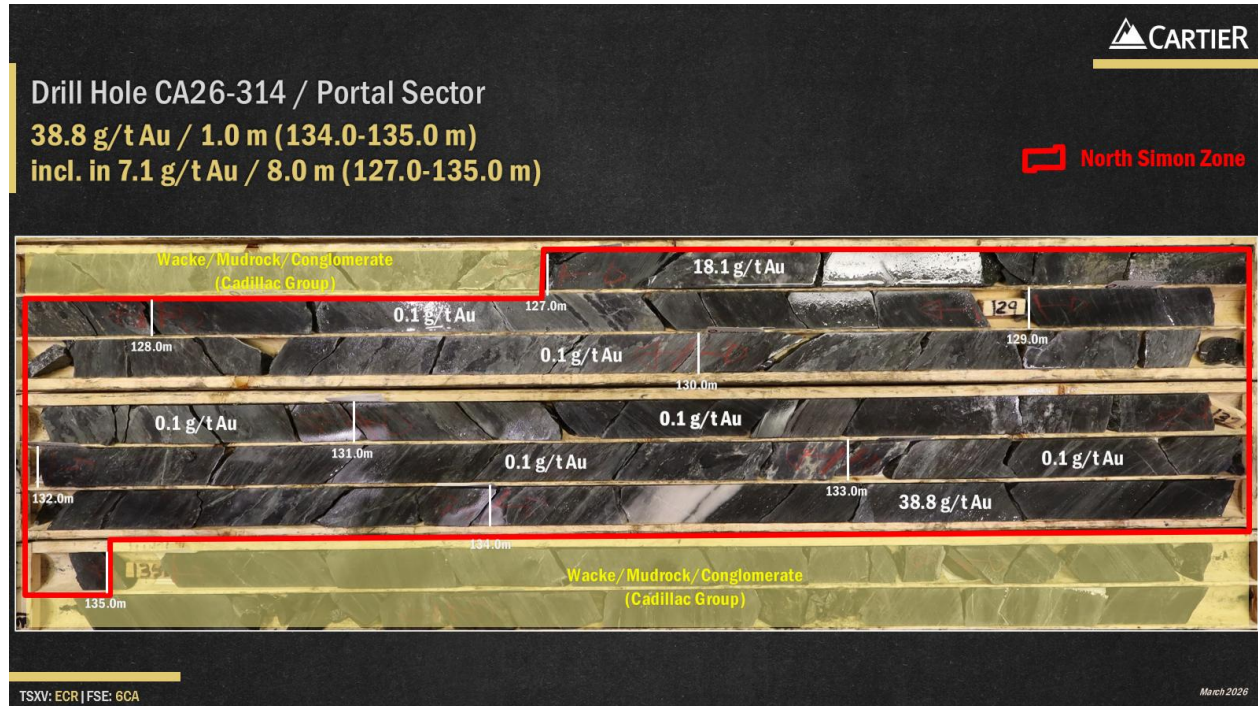 CARTIER
Drill Hole CA26-314 / Portal Sector
38.8 g/t Au / 1.0 m (134.0-135.0 m)
incl. in 7.1 g/t Au / 8.0 m (127.0-135.0 m)
North Simon Zone
Wacke/Mudrock/Conglomerate
(Cadillac Group)
18.1 g/t Au
127.0m
0.1 g/t Au
129
128.0m
129.0m
0.1 g/t Au
130.0m
0.1 g/t Au
0.1 g/t Au
131.0m
0.1 g/t Au
0.1 g/t Au
132.0m
133.0m
38.8 g/t Au
134.0m
135.0m
Wacke/Mudrock/Conglomerate
(Cadillac Group)
TSXV: ECR | FSE: 6CA
March 2026